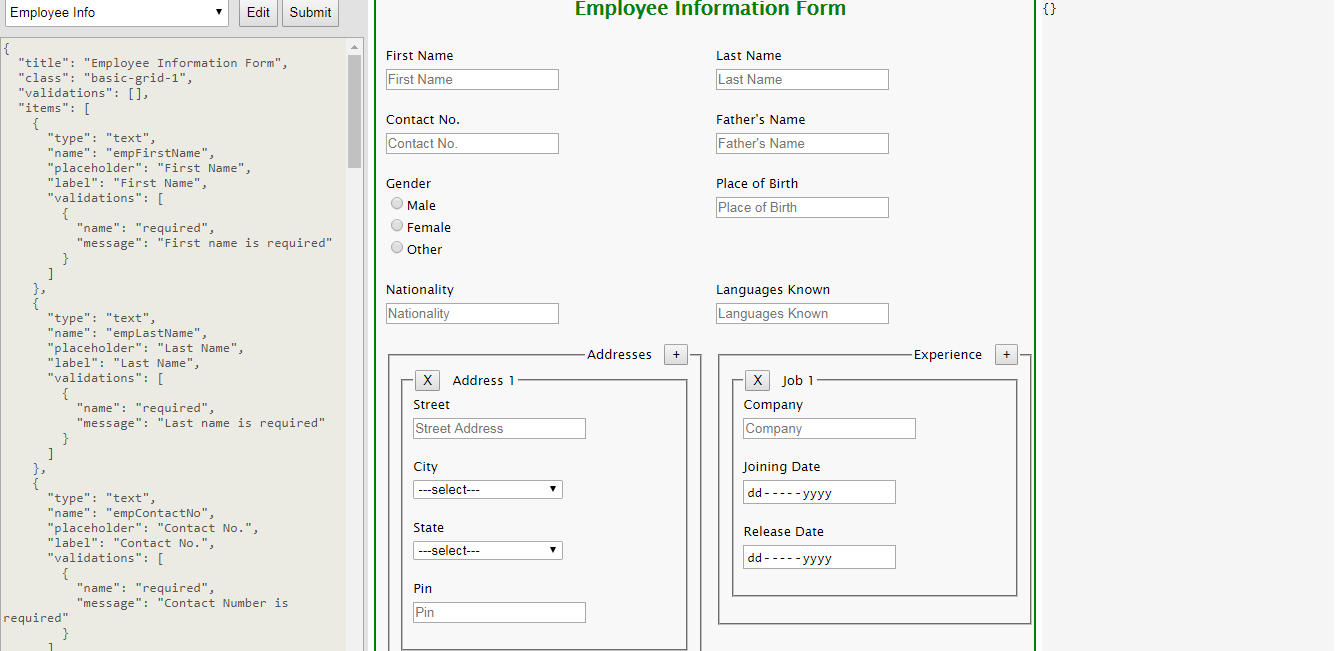 Employee Info
Edit
Submit
{
  "title": "Employee Information Form",
  "class": "basic-grid-1",
  "validations": [],
  "items": [
    {
      "type": "text",
      "name": "empFirstName",
      "placeholder": "First Name",
      "label": "First Name",
      "validations": [
        {
          "name": "required",
          "message": "First name is required"
        }
      ]
    },
    {
      "type": "text",
      "name": "empLastName",
      "placeholder": "Last Name",
      "label": "Last Name",
      "validations": [
        {
          "name": "required",
          "message": "Last name is required"
        }
      ]
    },
    {
      "type": "text",
      "name": "empContactNo",
      "placeholder": "Contact No.",
      "label": "Contact No.",
      "validations": [
        {
          "name": "required",
          "message": "Contact Number is
required"
        }
      ]
Employee Information Form
First Name
First Name
Last Name
Last Name
Contact No.
Contact No.
Father's Name
Father's Name
Gender
Male
Female
Other
Place of Birth
Place of Birth
Nationality
Nationality
Languages Known
Languages Known
Addresses +
X Address 1
Street
Street Address
City
---select---
State
---select---
Pin
Pin
Experience +
X Job 1
Company
Company
Joining Date
dd-----yyyy
Release Date
dd-----yyyy
{}